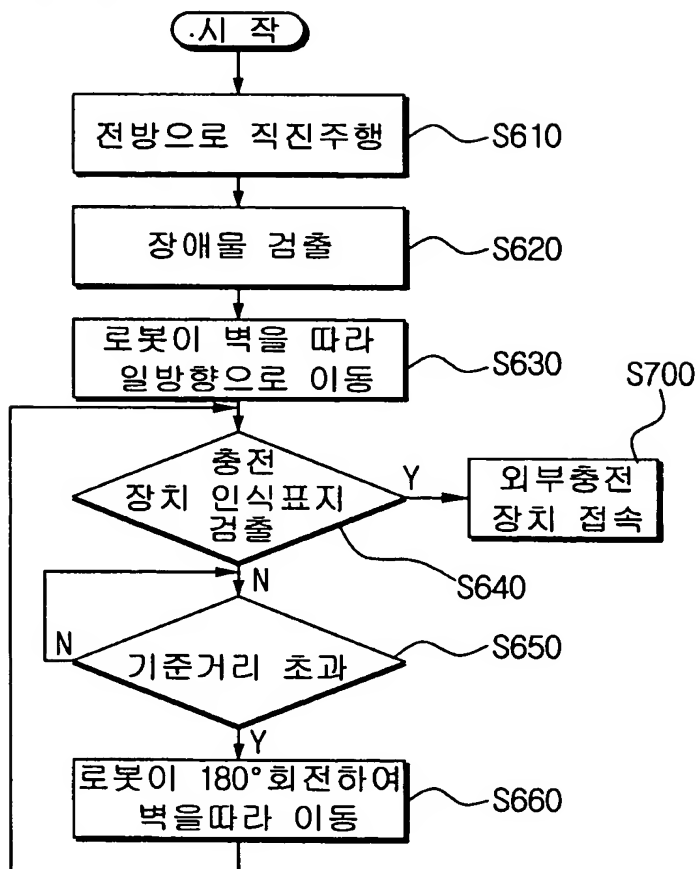 .시 작
전방으로 직진주행
S610
장애물 검출
S620
로봇이 벽을 따라
일방향으로 이동
S630
S700
충전
장치 인식표지
검출
Y
외부충전
장치 접속
S640
N
N
기준거리 초과
S650
Y
로봇이 180°회전하여
벽을따라 이동
S660